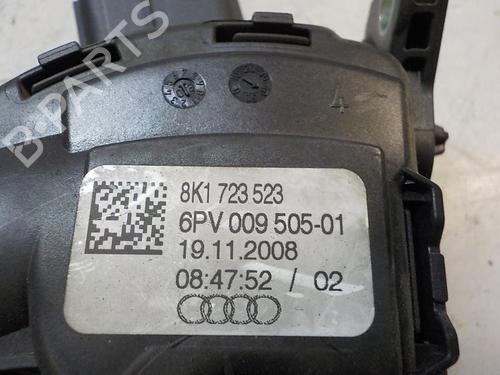 B-PARTS
4
8K1 723 523
6PV 009 505-01
19.11.2008
08:47:52 / 02